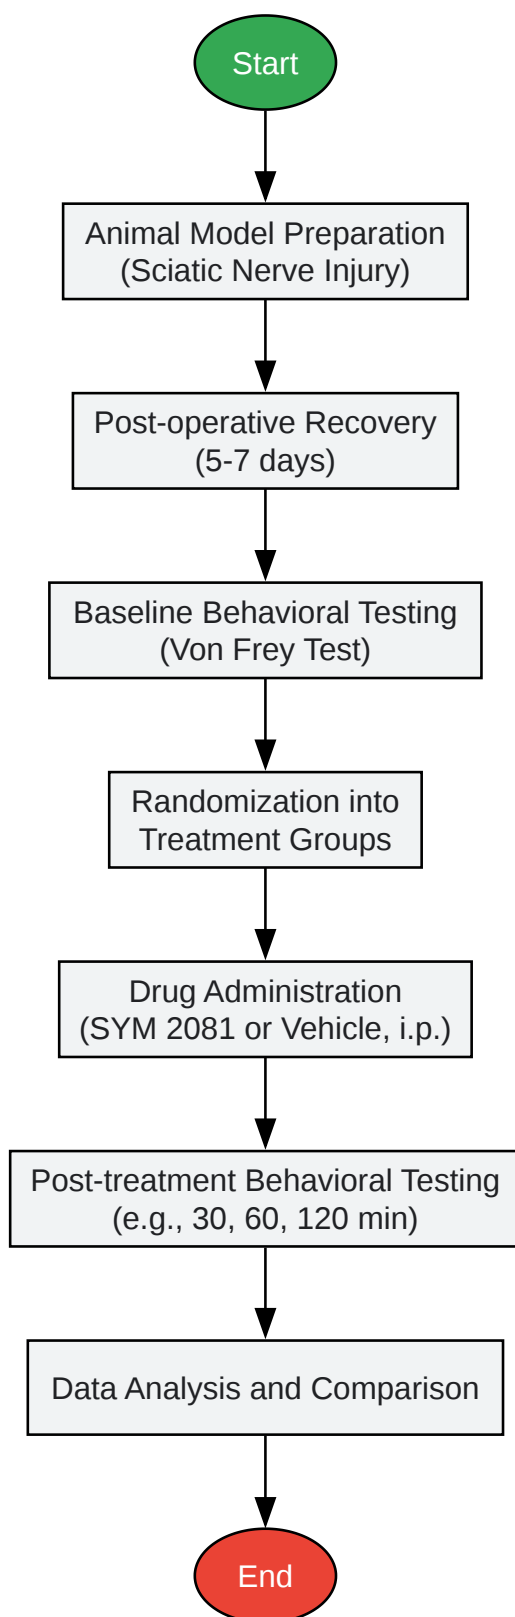 Start
Animal Model Preparation
(Sciatic Nerve Injury)
Post-operative Recovery
(5-7 days)
Baseline Behavioral Testing
(Von Frey Test)
Randomization into
Treatment Groups
Drug Administration
(SYM 2081 or Vehicle, i.p.)
Post-treatment Behavioral Testing
(e.g., 30, 60, 120 min)
Data Analysis and Comparison
End